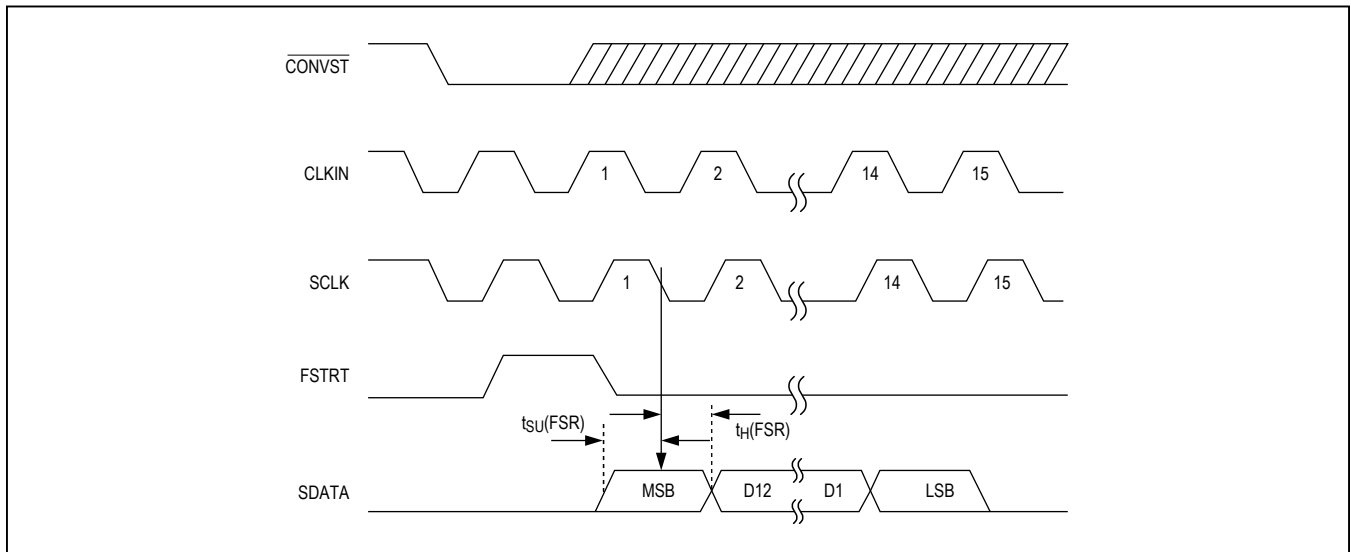 CONVST
CLKIN
1 2 14 15
SCLK
1 2 14 15
FSTRT
tSU(FSR) tH(FSR)
SDATA
MSB D12 D1 LSB